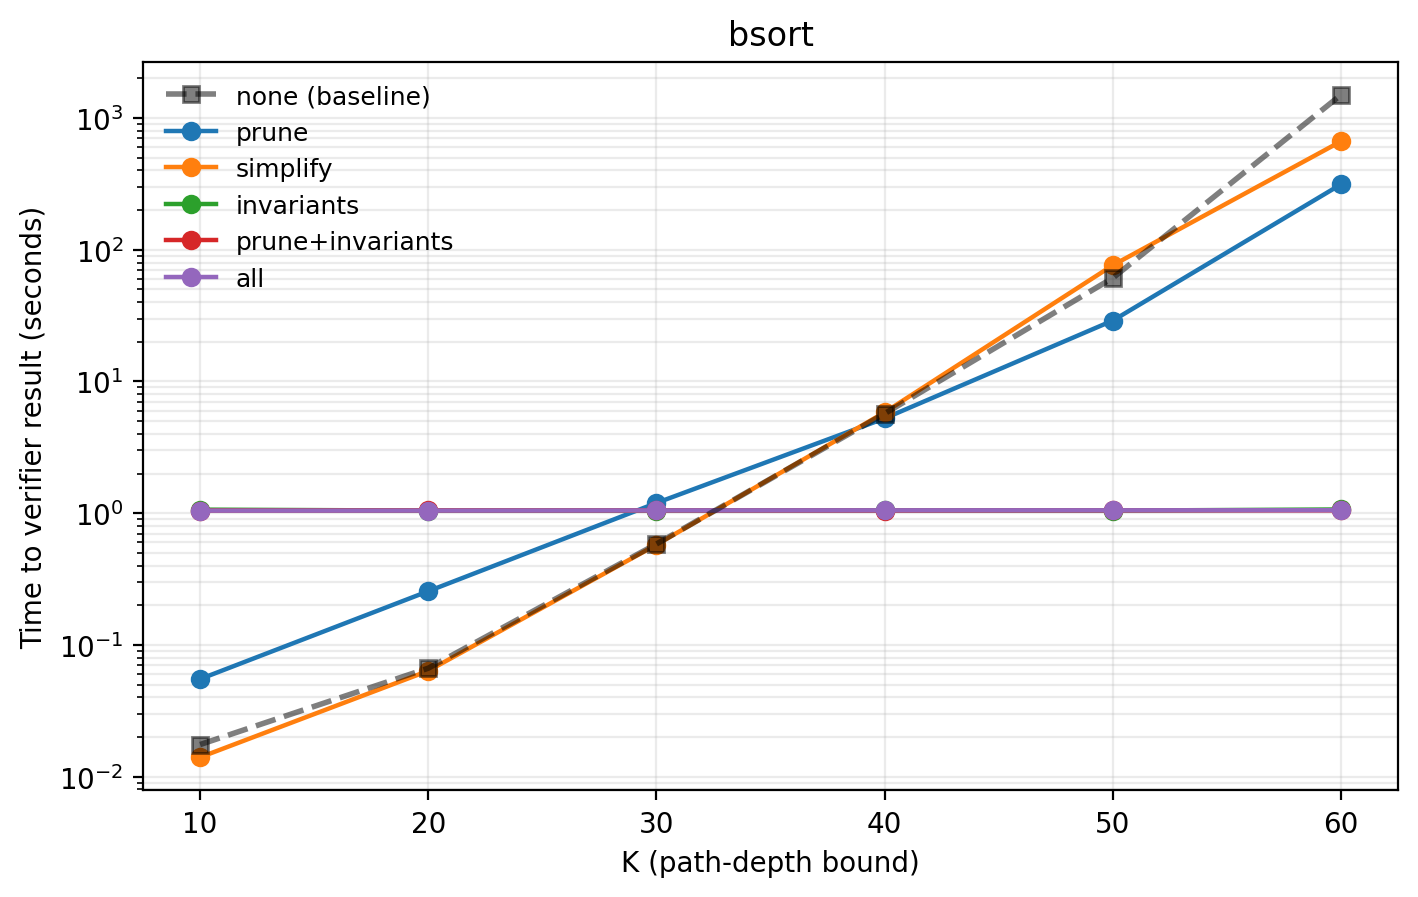 bsort
none (baseline)
prune
simplify
invariants
prune+invariants
all
Time to verifier result (seconds)
10³
10²
10¹
10⁰
10⁻¹
10⁻²
10 20 30 40 50 60
K (path-depth bound)